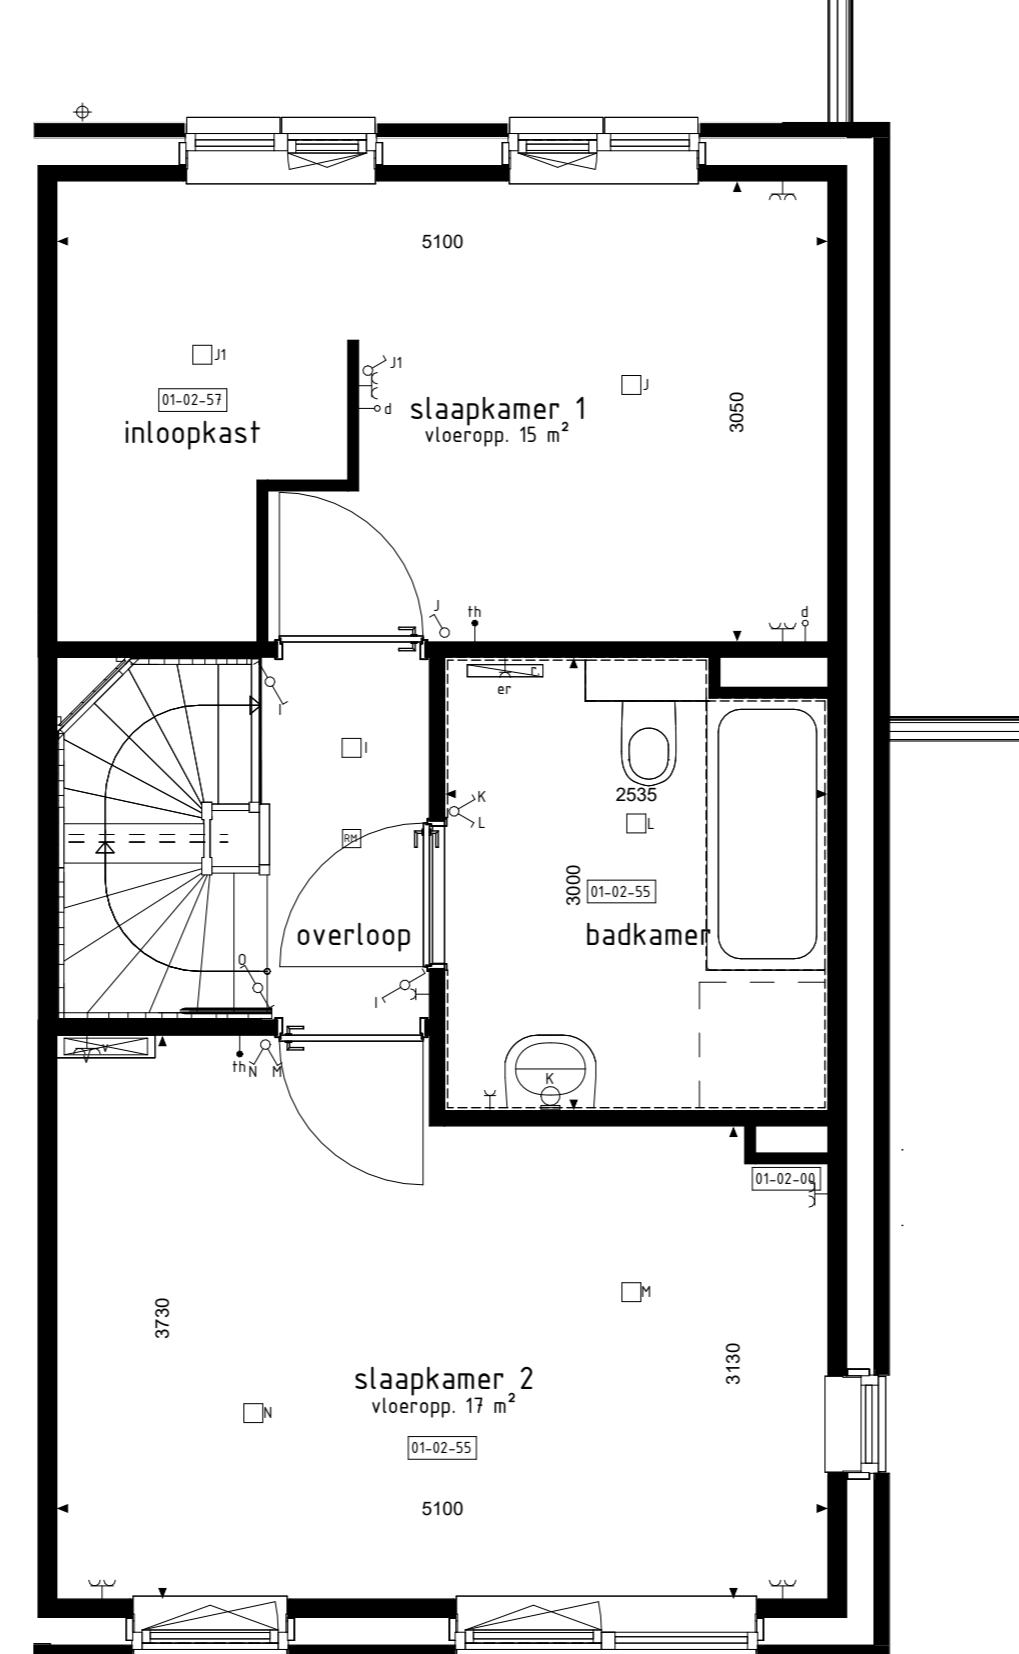 5100
J1
J1
J
01-02-57
d
slaapkamer 1
vloeropp. 15 m²
3050
inloopkast
J
th
d
er
I
I
K
2535
L
L
RM
3000
01-02-55
overloop
badkamer
O
I
K
th
N
M
01-02-00
M
3730
3130
slaapkamer 2
vloeropp. 17 m²
N
01-02-55
5100